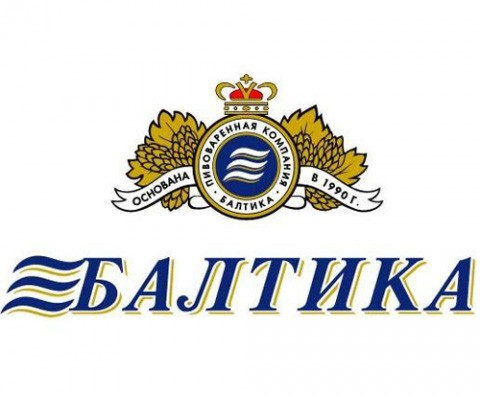 ПИВОВАРЕННАЯ КОМПАНИЯ
· БАЛТИКА ·
ОСНОВАНА В 1990 Г.
БАЛТИКА